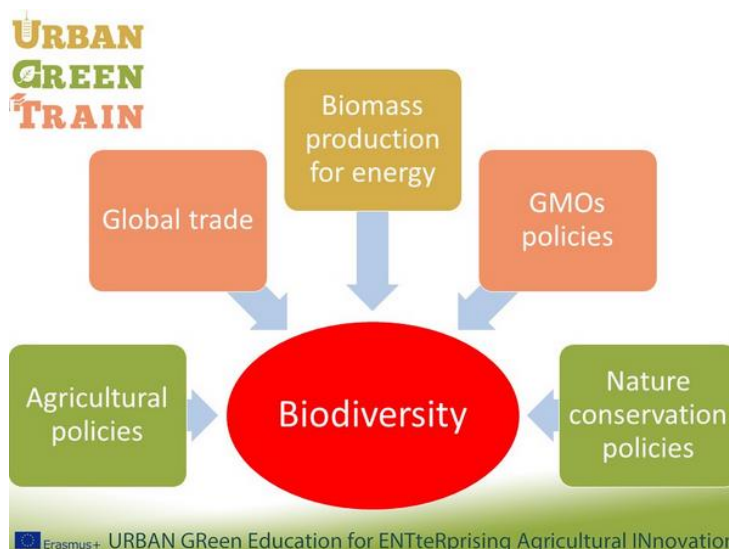 URBAN
GREEN
TRAIN
Biomass
production
for energy
Global trade
GMOs
policies
Agricultural
policies
Biodiversity
Nature
conservation
policies
Erasmus+ URBAN GReen Education for ENTteRprising Agricultural INnovation